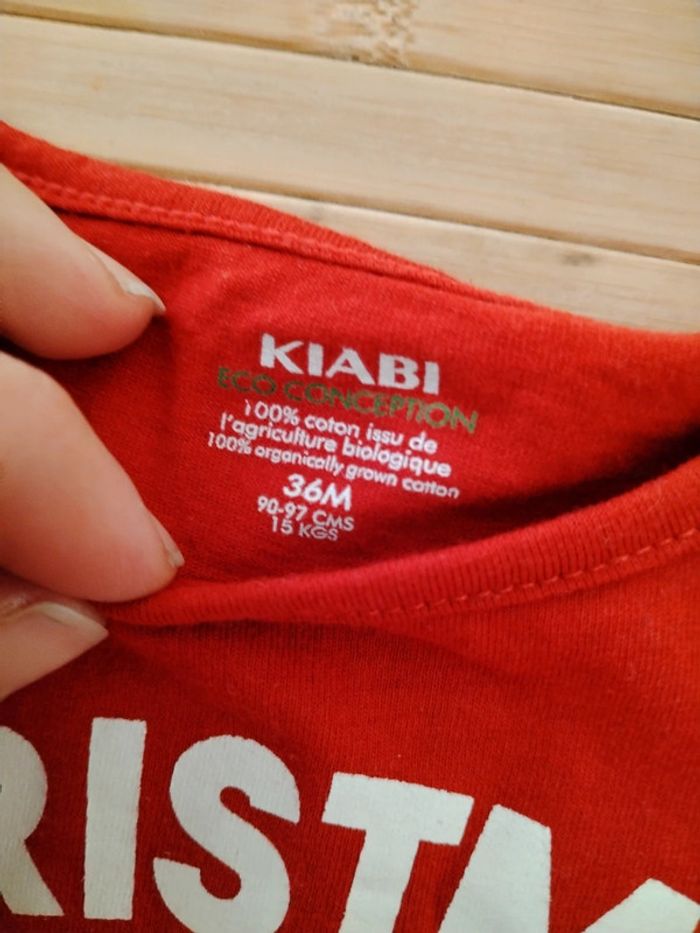 KIABI
ECO CONCEPTION
100% coton issu de
l'agriculture biologique
100% organically grown cotton
36M
90-97 CMS
15 KGS
RISTM